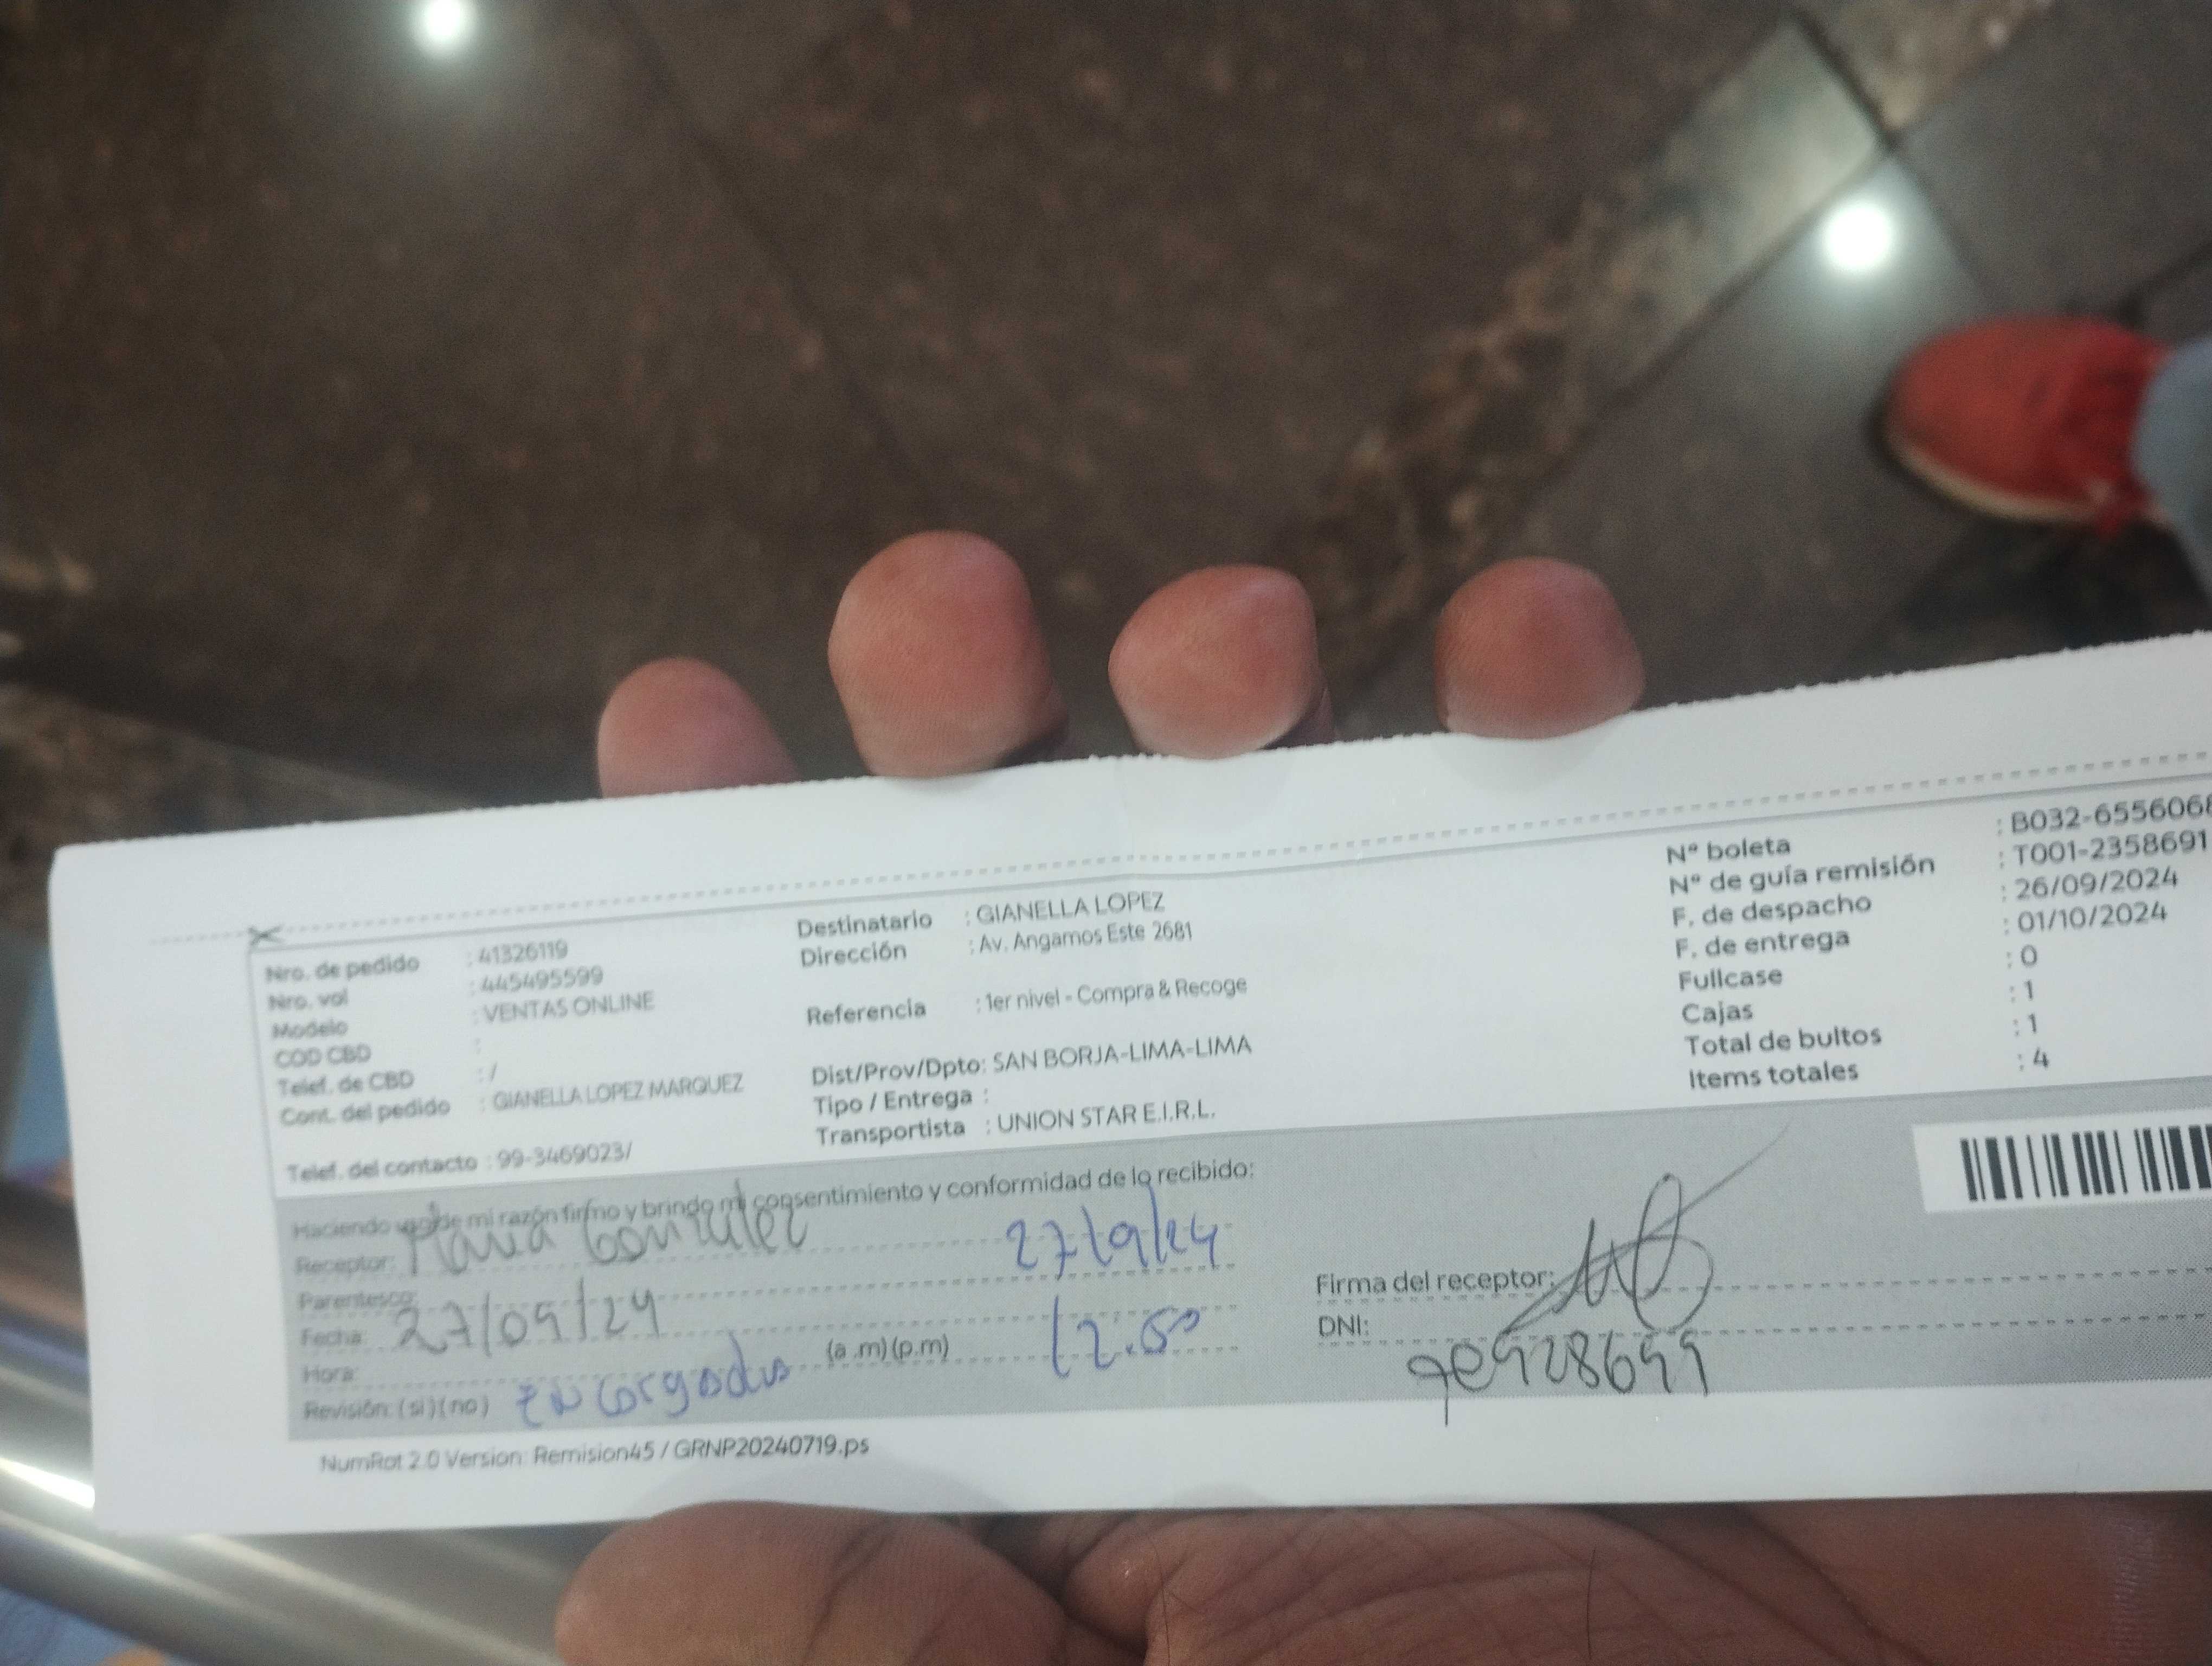 Nro. de pedido : 41326119
Nro. vol : 445495599
Modelo : VENTAS ONLINE
COD CBD :
Telef. de CBD : /
Cont. del pedido : GIANELLA LOPEZ MARQUEZ
Telef. del contacto : 99-3469023/
Destinatario : GIANELLA LOPEZ
Dirección : Av. Angamos Este 2681
Referencia : 1er nivel - Compra & Recoge
Dist/Prov/Dpto: SAN BORJA-LIMA-LIMA
Tipo / Entrega :
Transportista : UNION STAR E.I.R.L.
N° boleta : B032-6556068
N° de guía remisión : T001-2358691
F. de despacho : 26/09/2024
F. de entrega : 01/10/2024
Fullcase : 0
Cajas : 1
Total de bultos : 1
Items totales : 4
Haciendo uso de mi razón firmo y brindo mi consentimiento y conformidad de lo recibido:
Receptor: Maria Gonzalez 27/9/24
Parentesco:
Fecha: 27/09/24
Hora: (a.m)(p.m) 12.50
Revisión: (si)(no) Encargados
Firma del receptor:
DNI:
NumRot 2.0 Version: Remision45 / GRNP20240719.ps